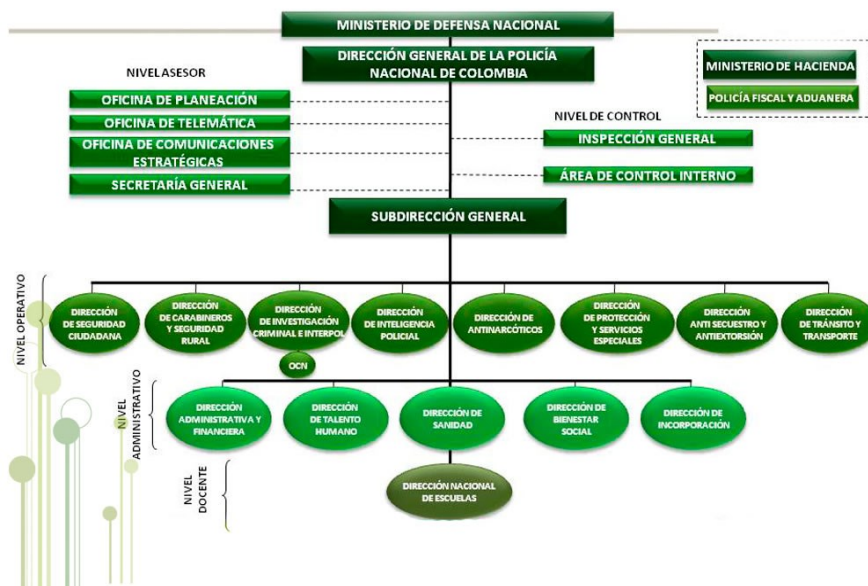 MINISTERIO DE DEFENSA NACIONAL
DIRECCIÓN GENERAL DE LA POLICÍA
NACIONAL DE COLOMBIA
MINISTERIO DE HACIENDA
POLICÍA FISCAL Y ADUANERA
NIVEL ASESOR
OFICINA DE PLANEACIÓN
OFICINA DE TELEMÁTICA
OFICINA DE COMUNICACIONES
ESTRATÉGICAS
SECRETARÍA GENERAL
NIVEL DE CONTROL
INSPECCIÓN GENERAL
ÁREA DE CONTROL INTERNO
SUBDIRECCIÓN GENERAL
NIVEL OPERATIVO
DIRECCIÓN
DE SEGURIDAD
CIUDADANA
DIRECCIÓN
DE CARABINEROS
Y SEGURIDAD
RURAL
DIRECCIÓN
DE INVESTIGACIÓN
CRIMINAL E INTERPOL
OCN
DIRECCIÓN
DE INTELIGENCIA
POLICIAL
DIRECCIÓN DE
ANTINARCÓTICOS
DIRECCIÓN
DE PROTECCIÓN
Y SERVICIOS
ESPECIALES
DIRECCIÓN
ANTI SECUESTRO Y
ANTIEXTORSIÓN
DIRECCIÓN
DE TRÁNSITO Y
TRANSPORTE
NIVEL
ADMINISTRATIVO
DIRECCIÓN
ADMINISTRATIVA Y
FINANCIERA
DIRECCIÓN
DE TALENTO
HUMANO
DIRECCIÓN DE
SANIDAD
DIRECCIÓN DE
BIENESTAR
SOCIAL
DIRECCIÓN DE
INCORPORACIÓN
NIVEL
DOCENTE
DIRECCIÓN NACIONAL
DE ESCUELAS